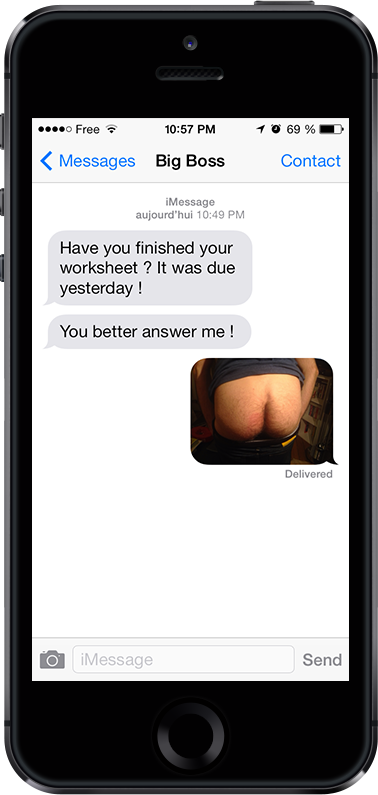 Free 10:57 PM 69 %
Messages Big Boss Contact
iMessage
aujourd'hui 10:49 PM
Have you finished your
worksheet ? It was due
yesterday !
You better answer me !
Delivered
iMessage Send